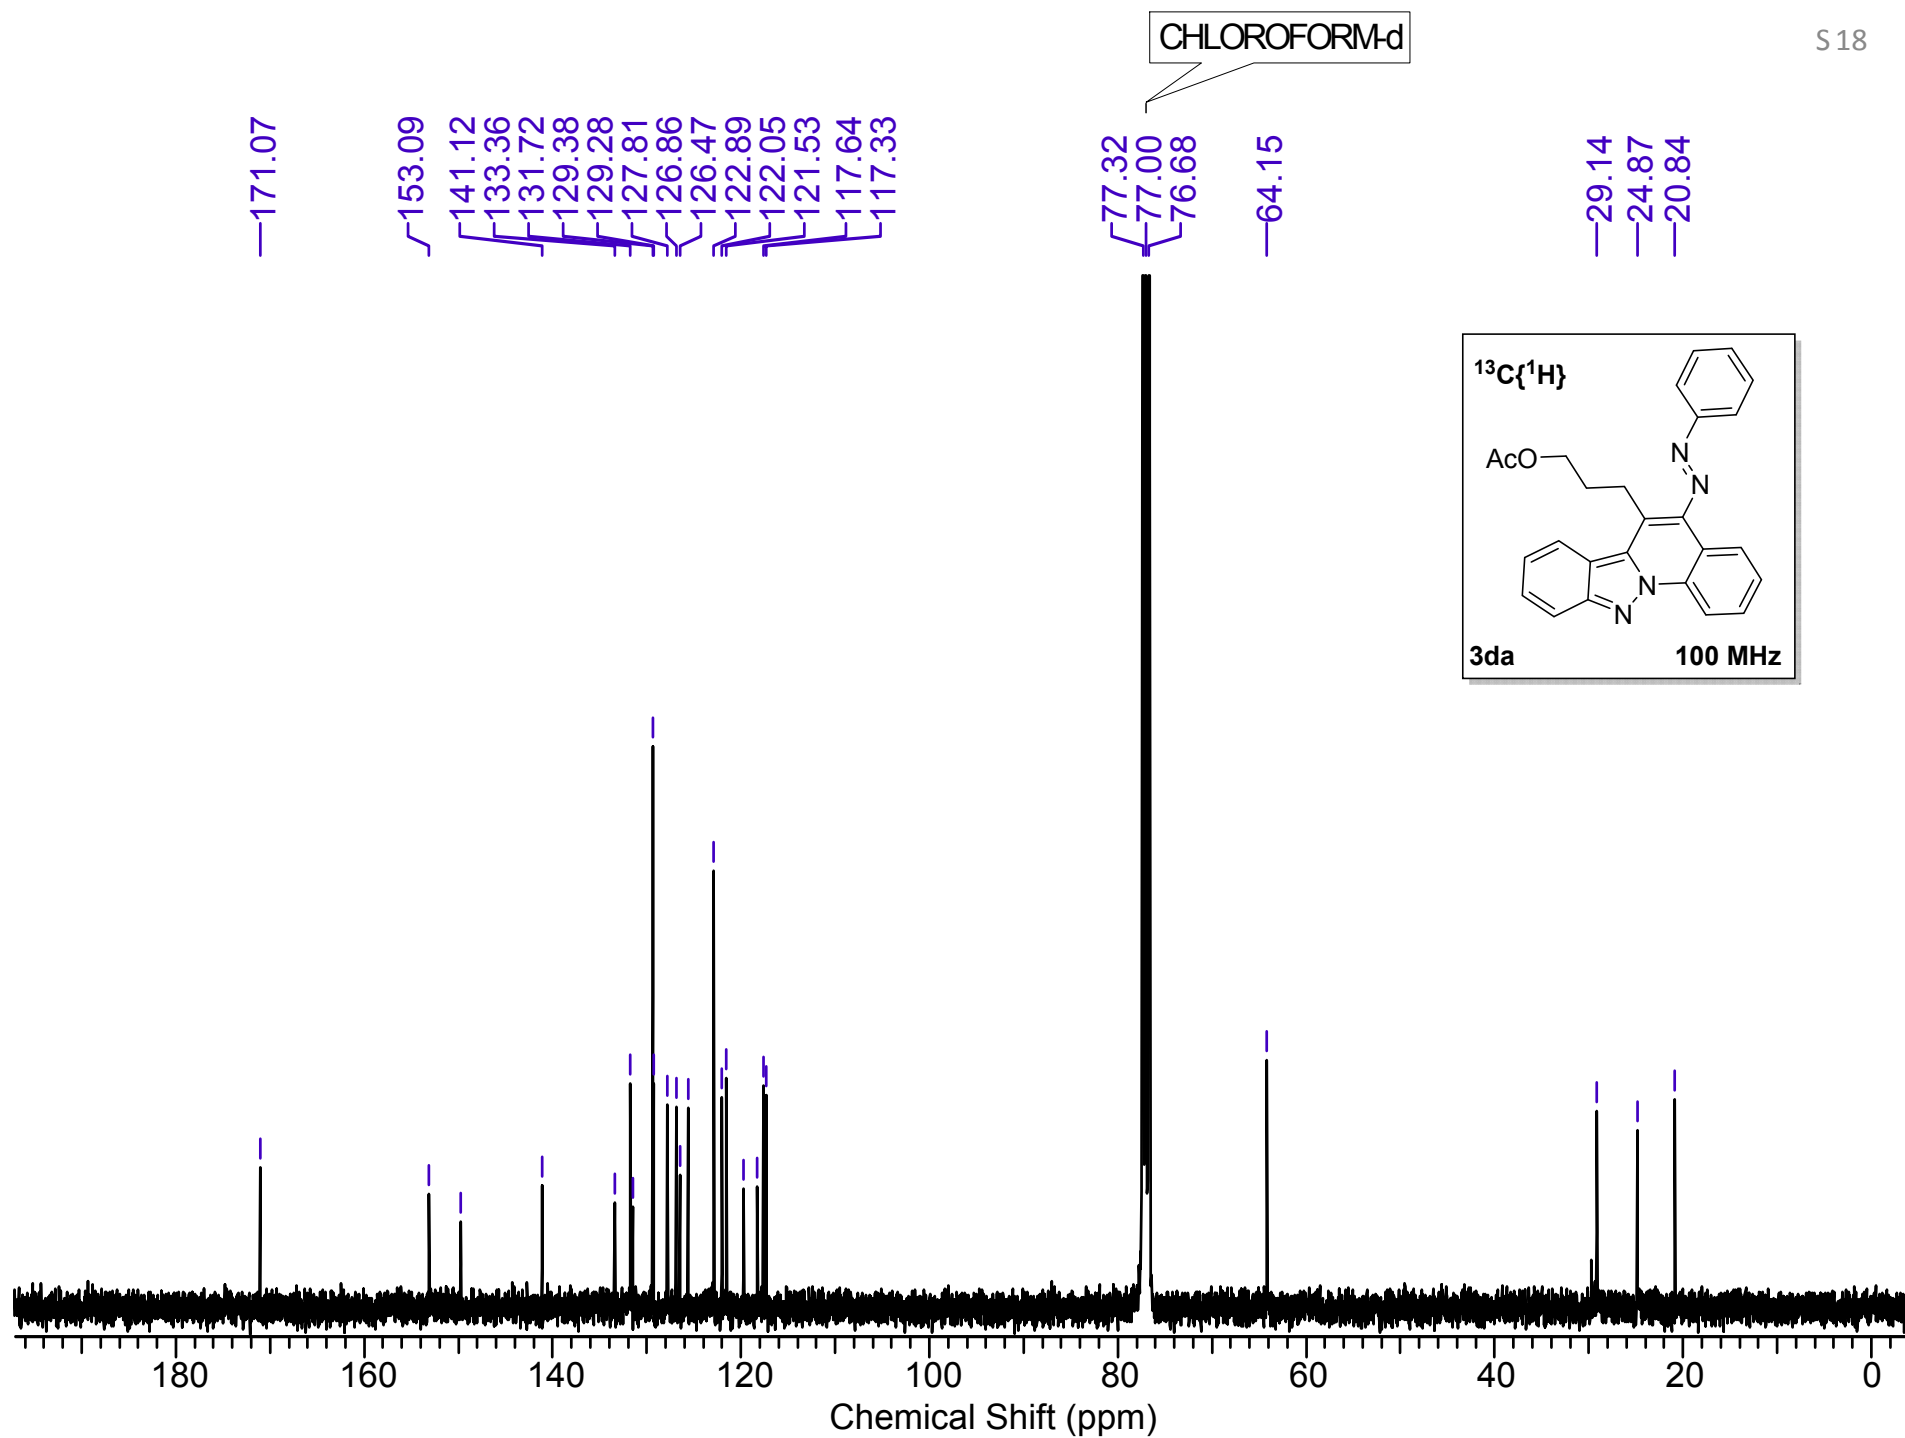 CHLOROFORM-d
S 18
171.07
153.09
141.12
133.36
131.72
129.38
129.28
127.81
126.86
126.47
122.89
122.05
121.53
117.64
117.33
77.32
77.00
76.68
64.15
29.14
24.87
20.84
¹³C{¹H}
AcO
N
N
N
N
3da 100 MHz
180 160 140 120 100 80 60 40 20 0
Chemical Shift (ppm)